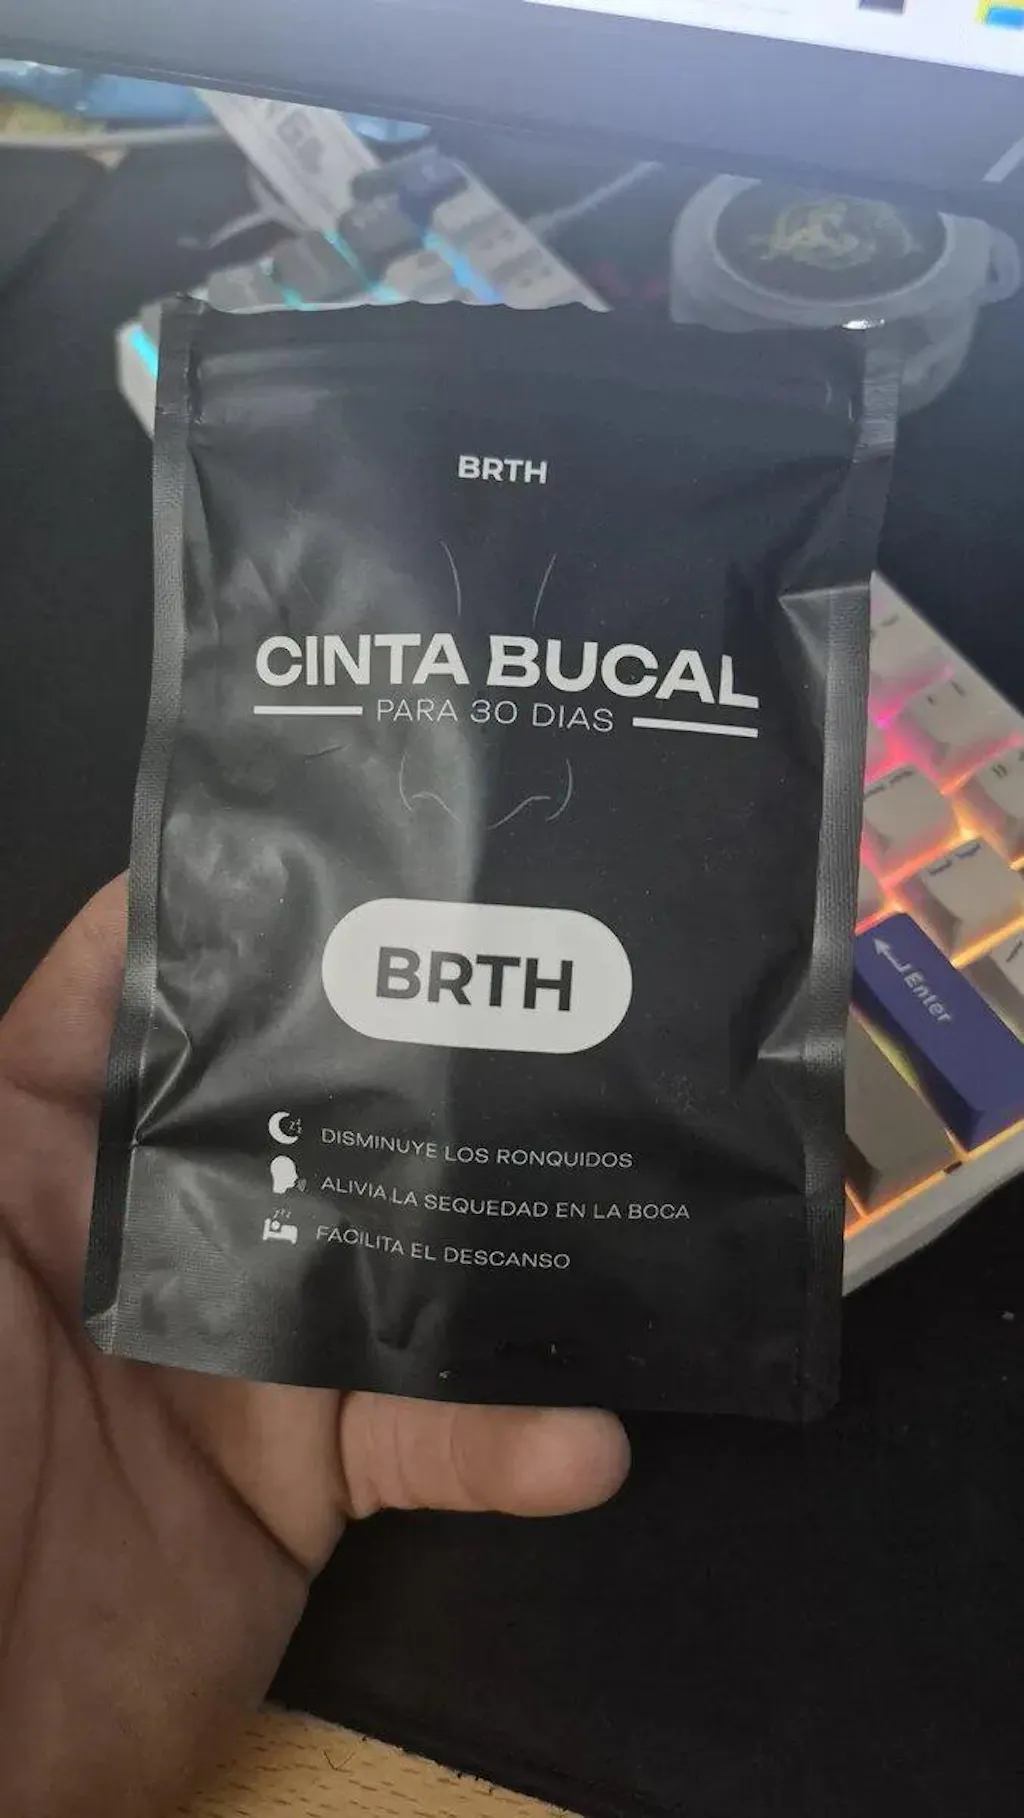 BRTH
CINTA BUCAL
PARA 30 DIAS
BRTH
DISMINUYE LOS RONQUIDOS
ALIVIA LA SEQUEDAD EN LA BOCA
FACILITA EL DESCANSO
Enter